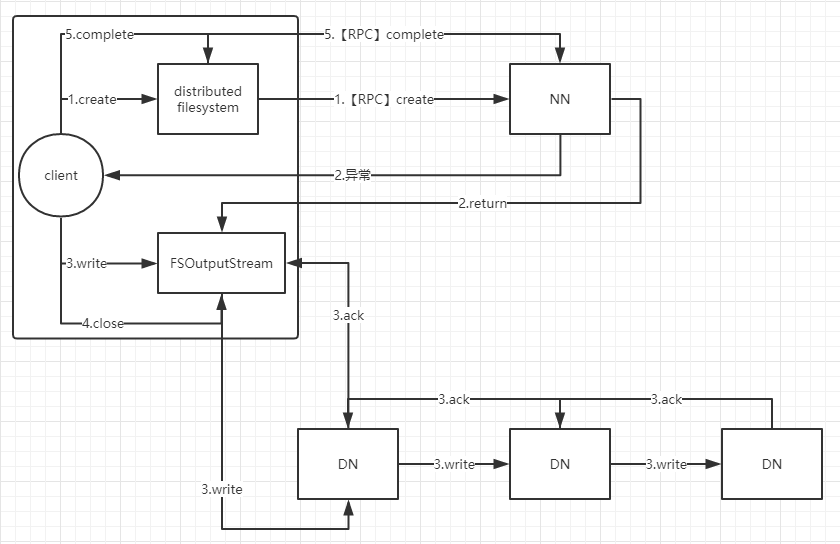 5.complete
5.【RPC】complete
distributed
filesystem
1.create
1.【RPC】create
NN
client
2.异常
2.return
3.write
FSOutputStream
4.close
3.ack
3.ack
3.ack
DN
3.write
DN
3.write
DN
3.write